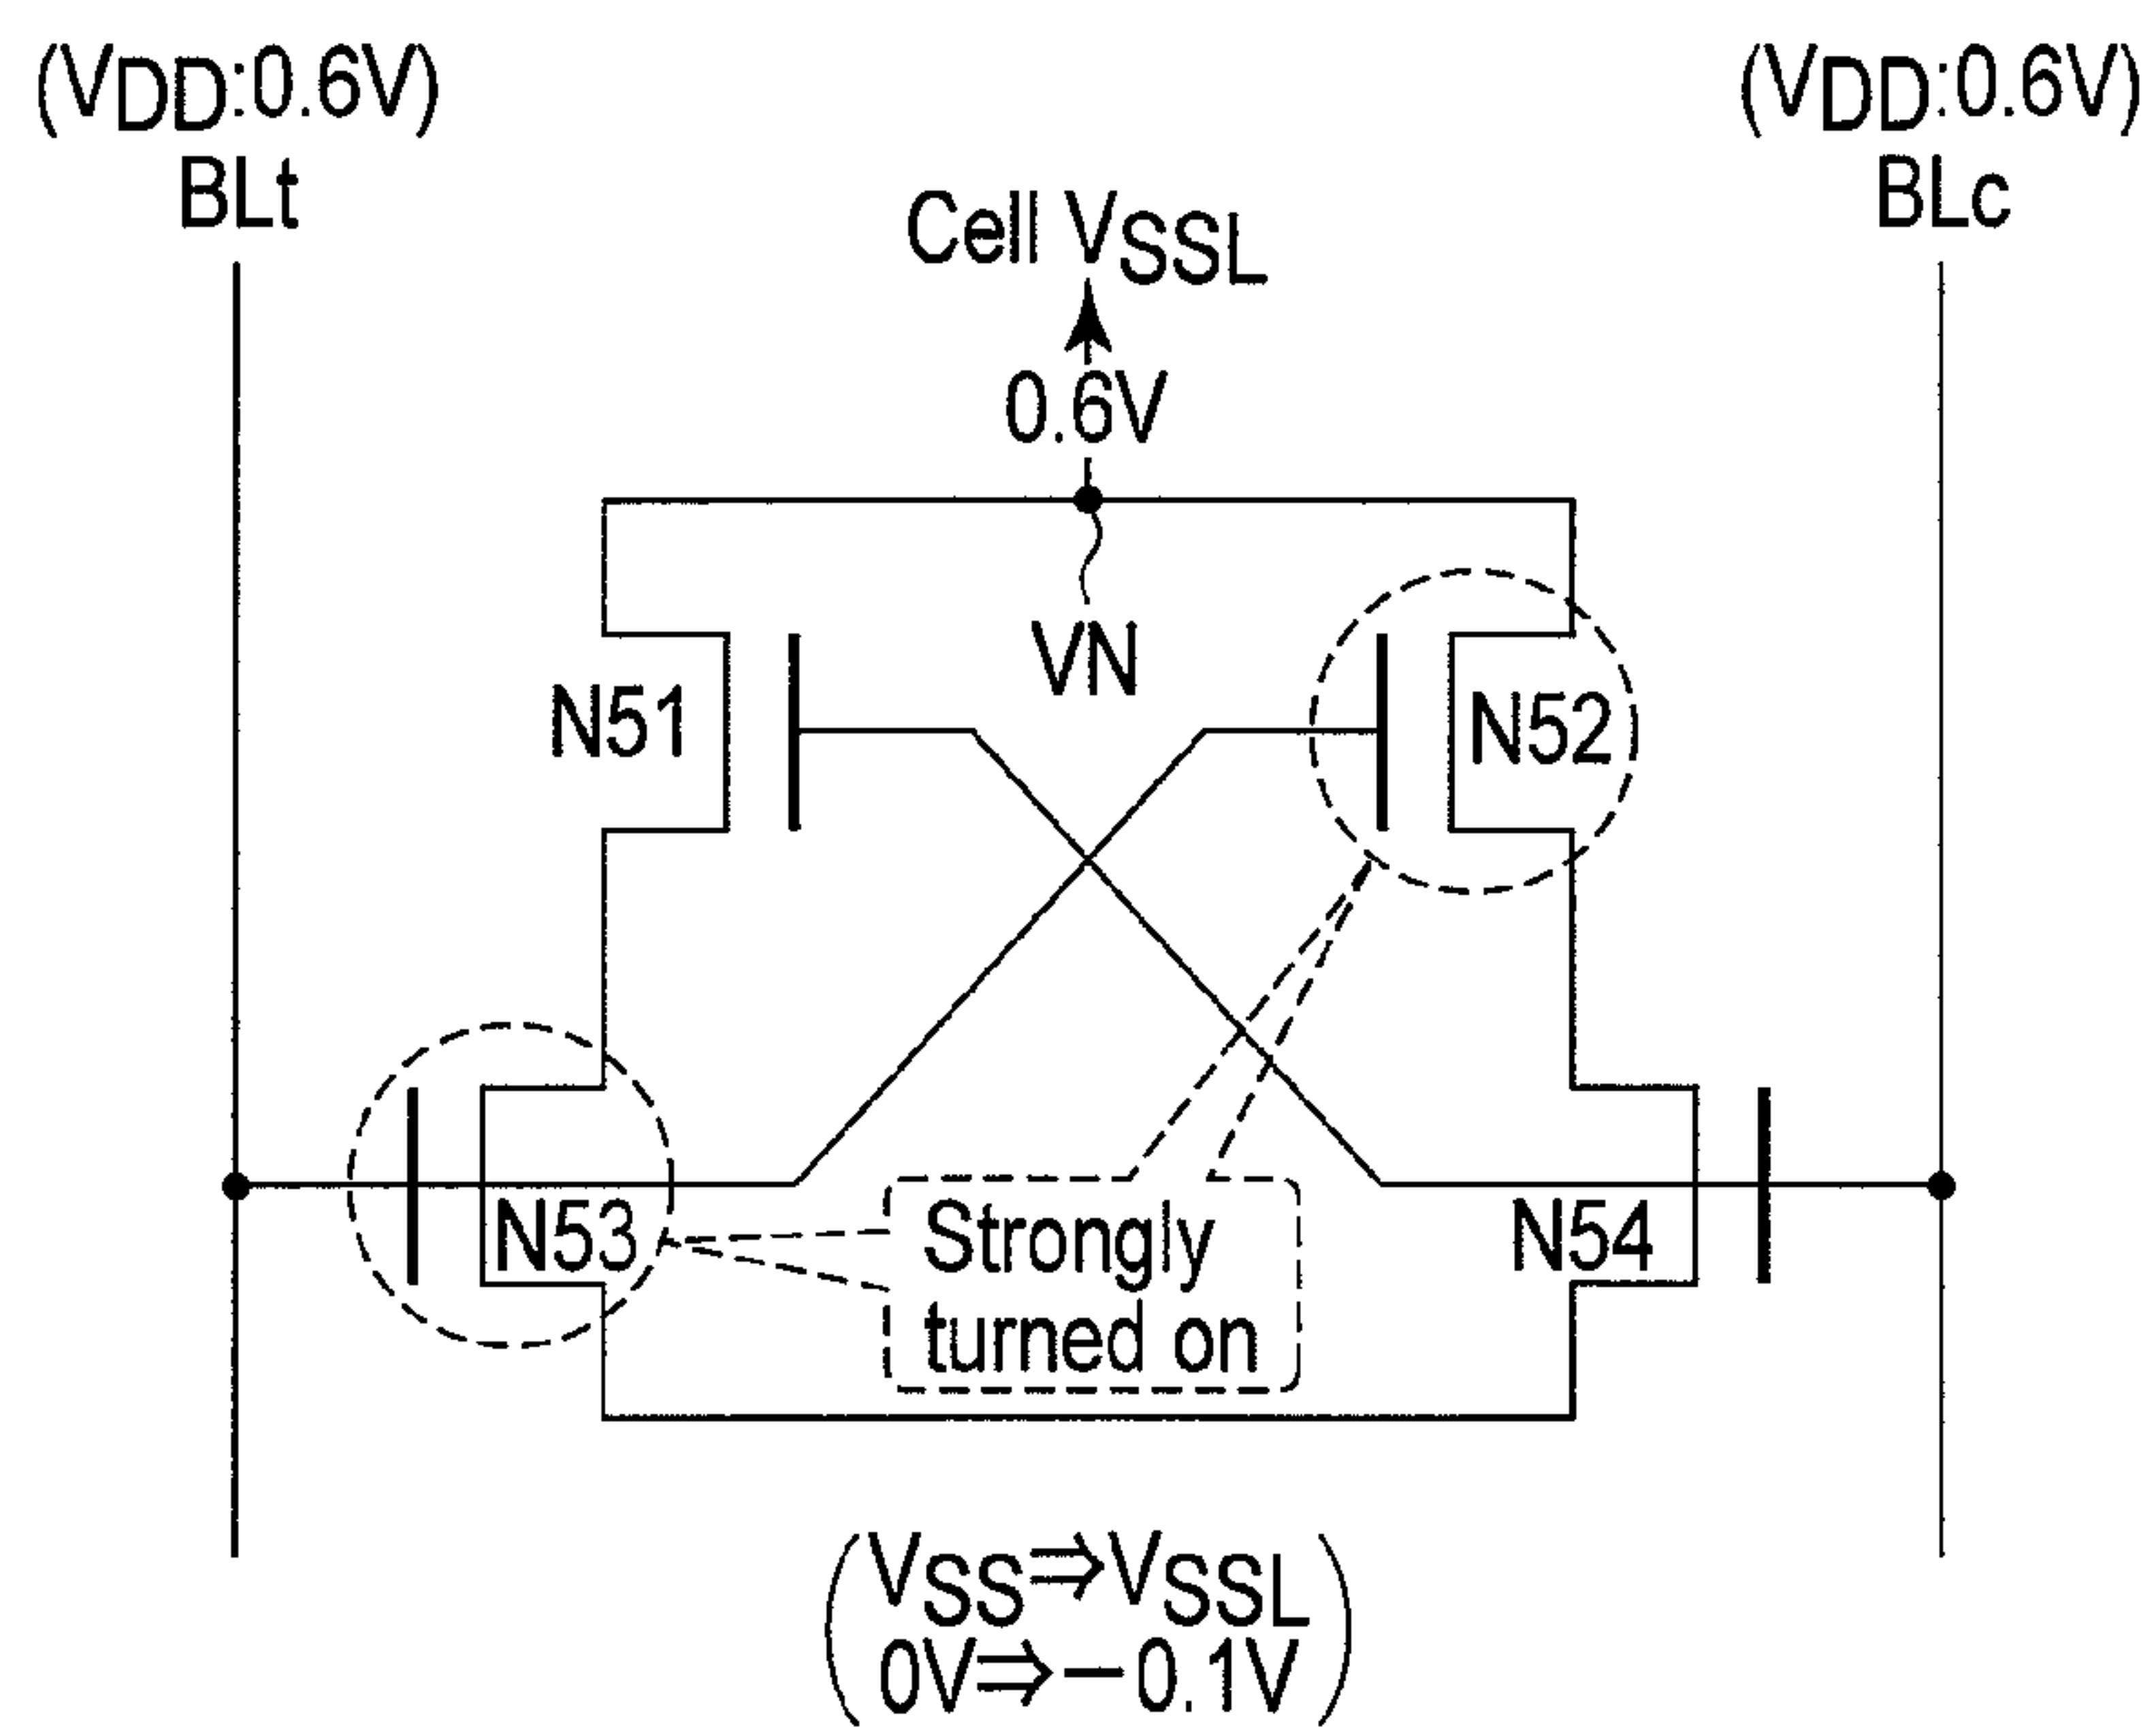 (VDD:0.6V)
BLt
(VDD:0.6V)
BLc
Cell VSSL
0.6V
VN
N51
N52
N53
N54
Strongly
turned on
VSS⇒VSSL
0V⇒−0.1V